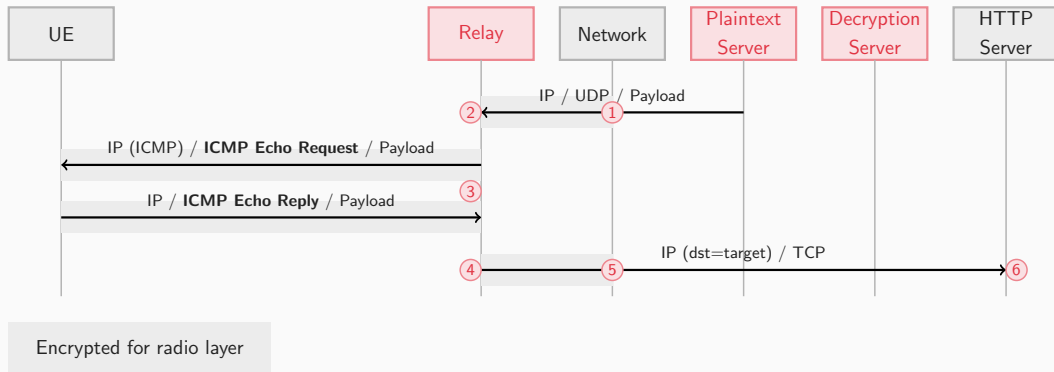 UE
Relay
Network
Plaintext
Server
Decryption
Server
HTTP
Server
IP / UDP / Payload
2
1
IP (ICMP) / ICMP Echo Request / Payload
3
IP / ICMP Echo Reply / Payload
IP (dst=target) / TCP
4
5
6
Encrypted for radio layer